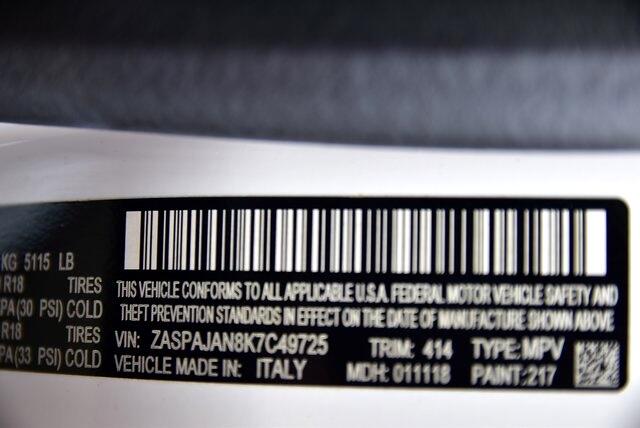 KG 5115 LB
R18 TIRES
PA(30 PSI) COLD
R18 TIRES
PA(33 PSI) COLD
THIS VEHICLE CONFORMS TO ALL APPLICABLE U.S.A. FEDERAL MOTOR VEHICLE SAFETY AND
THEFT PREVENTION STANDARDS IN EFFECT ON THE DATE OF MANUFACTURE SHOWN ABOVE
VIN: ZASPAJAN8K7C49725 TRIM: 414 TYPE:MPV
VEHICLE MADE IN: ITALY MDH: 011118 PAINT:217